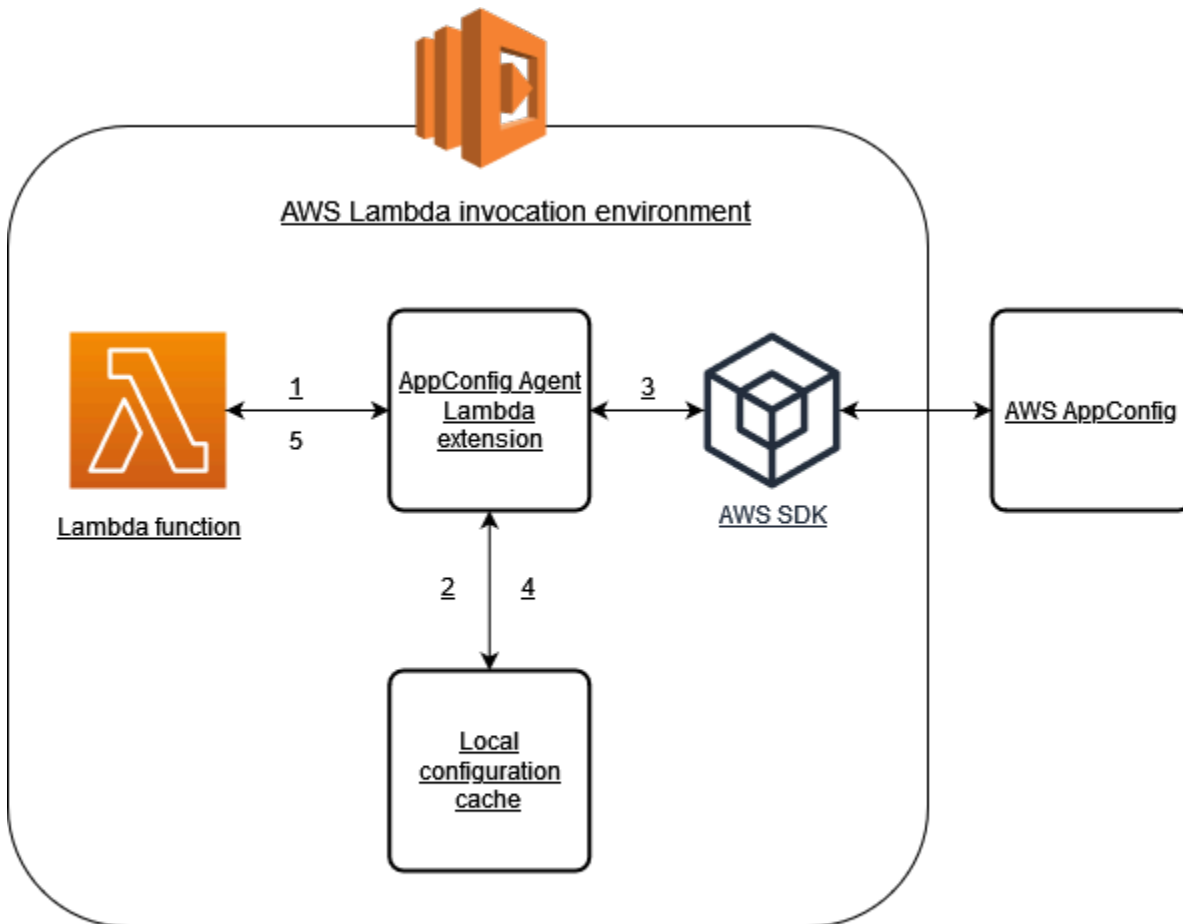 AWS Lambda invocation environment
1
5
AppConfig Agent
Lambda
extension
3
AWS AppConfig
Lambda function
AWS SDK
2
4
Local
configuration
cache